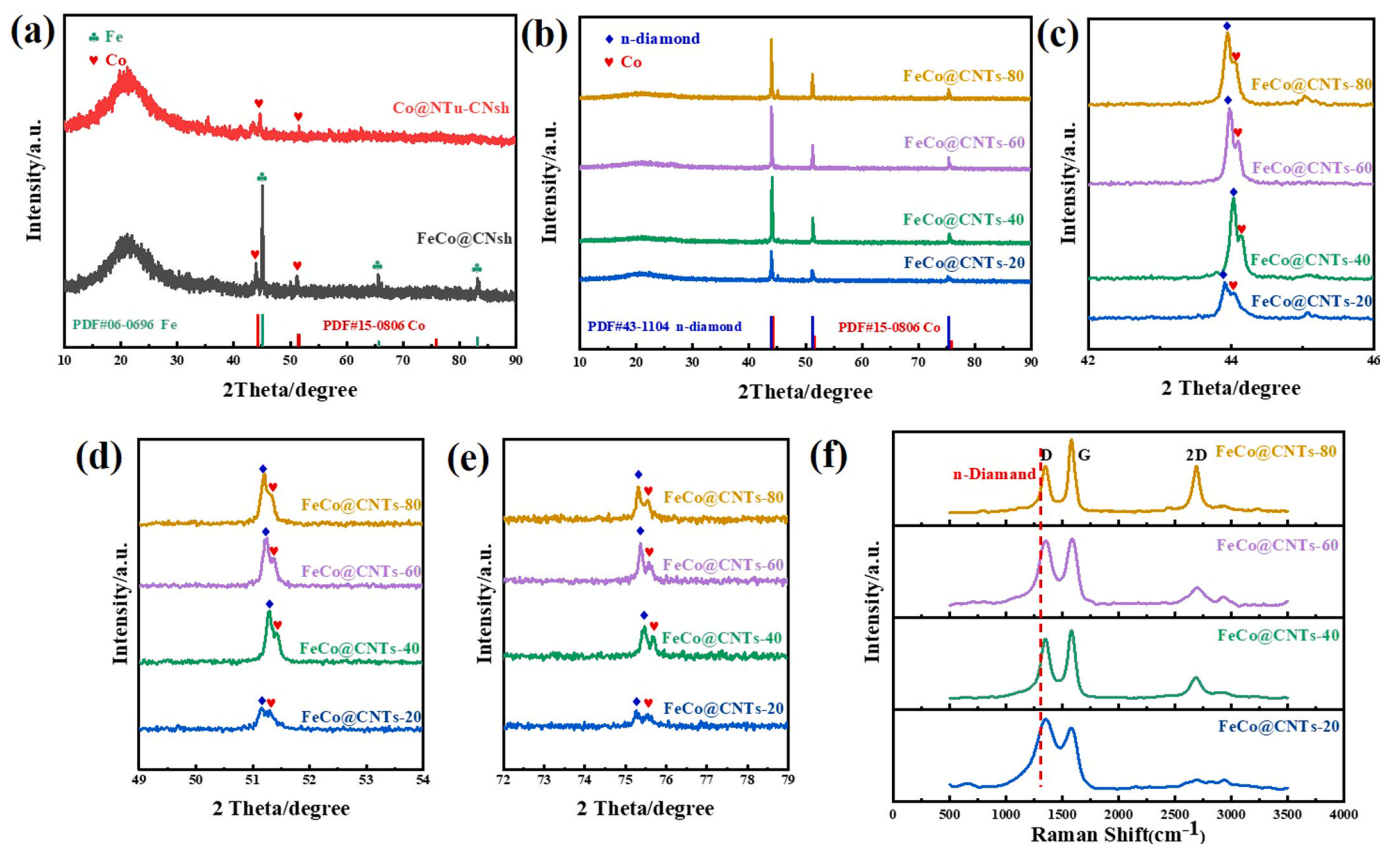 (a)
♣ Fe
♥ Co
Co@NTu-CNsh
FeCo@CNsh
PDF#06-0696 Fe
PDF#15-0806 Co
10 20 30 40 50 60 70 80 90
2Theta/degree
Intensity/a.u.
(b)
♦ n-diamond
♥ Co
FeCo@CNTs-80
FeCo@CNTs-60
FeCo@CNTs-40
FeCo@CNTs-20
PDF#43-1104 n-diamond
PDF#15-0806 Co
10 20 30 40 50 60 70 80 90
2Theta/degree
Intensity/a.u.
(c)
FeCo@CNTs-80
FeCo@CNTs-60
FeCo@CNTs-40
FeCo@CNTs-20
42 44 46
2 Theta/degree
Intensity/a.u.
(d)
FeCo@CNTs-80
FeCo@CNTs-60
FeCo@CNTs-40
FeCo@CNTs-20
49 50 51 52 53 54
2 Theta/degree
Intensity/a.u.
(e)
FeCo@CNTs-80
FeCo@CNTs-60
FeCo@CNTs-40
FeCo@CNTs-20
72 73 74 75 76 77 78 79
2 Theta/degree
Intensity/a.u.
(f)
n-Diamand
D G 2D
FeCo@CNTs-80
FeCo@CNTs-60
FeCo@CNTs-40
FeCo@CNTs-20
0 500 1000 1500 2000 2500 3000 3500 4000
Raman Shift(cm⁻¹)
Intensity/a.u.